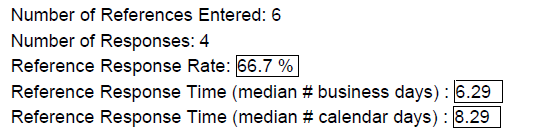 Number of References Entered: 6
Number of Responses: 4
Reference Response Rate: 66.7 %
Reference Response Time (median # business days) : 6.29
Reference Response Time (median # calendar days) : 8.29